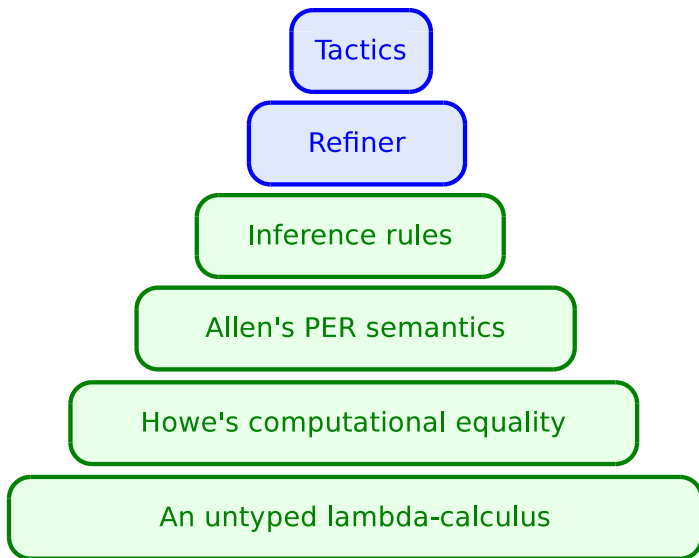 Tactics
Refiner
Inference rules
Allen's PER semantics
Howe's computational equality
An untyped lambda-calculus